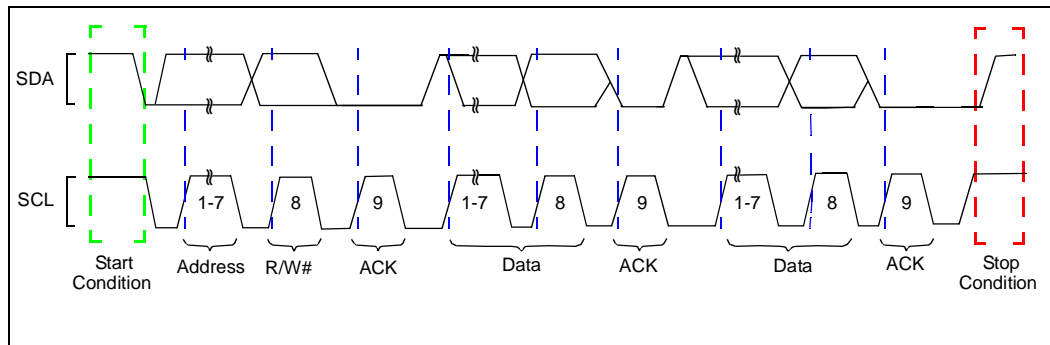 SDA
SCL
1-7
8
9
1-7
8
9
1-7
8
9
Start
Condition
Address
R/W#
ACK
Data
ACK
Data
ACK
Stop
Condition